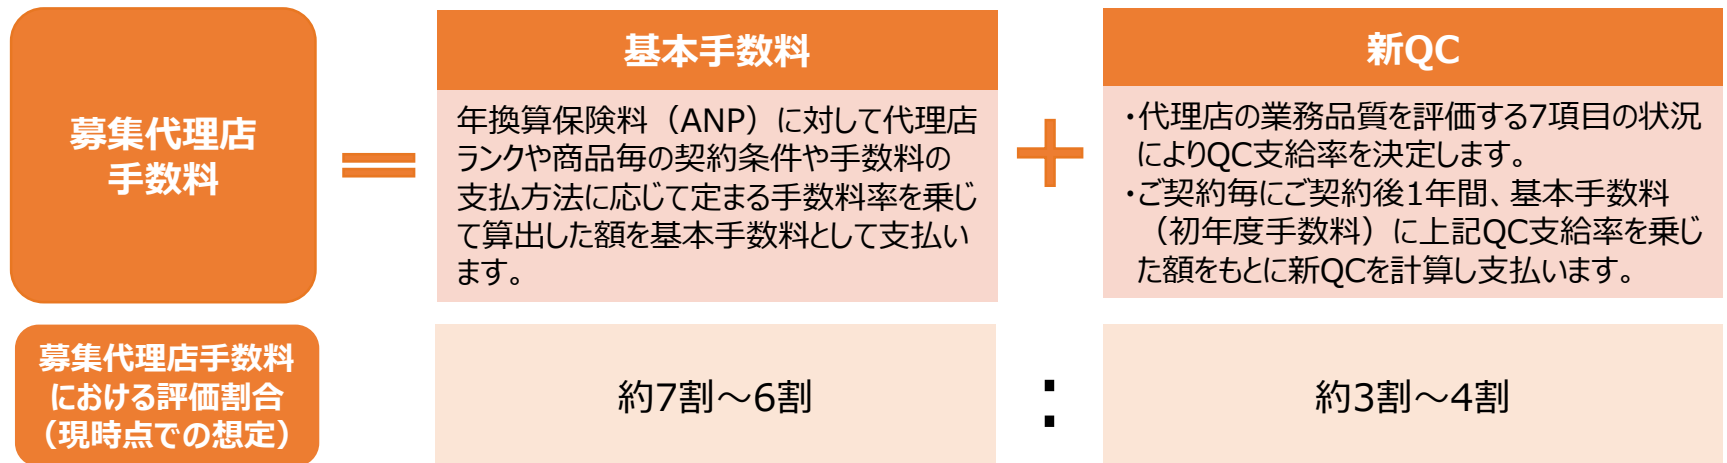 募集代理店
手数料
基本手数料
年換算保険料（ANP）に対して代理店
ランクや商品毎の契約条件や手数料の
支払方法に応じて定まる手数料率を乗じ
て算出した額を基本手数料として支払い
ます。
新QC
・代理店の業務品質を評価する7項目の状況
によりQC支給率を決定します。
・ご契約毎にご契約後1年間、基本手数料
（初年度手数料）に上記QC支給率を乗じ
た額をもとに新QCを計算し支払います。
募集代理店手数料
における評価割合
（現時点での想定）
約7割～6割
：
約3割～4割